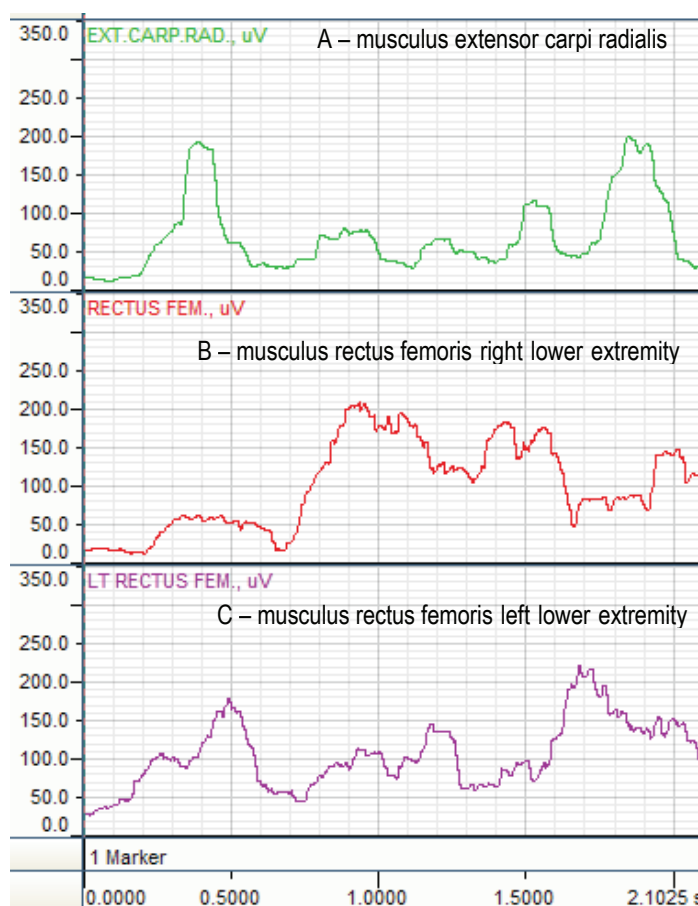 350.0
EXT.CARP.RAD., uV
A – musculus extensor carpi radialis
250.0
200.0
150.0
100.0
50.0
0.0
350.0
RECTUS FEM., uV
B – musculus rectus femoris right lower extremity
250.0
200.0
150.0
100.0
50.0
0.0
350.0
LT RECTUS FEM., uV
C – musculus rectus femoris left lower extremity
250.0
200.0
150.0
100.0
50.0
0.0
1 Marker
0.0000 0.5000 1.0000 1.5000 2.1025 s